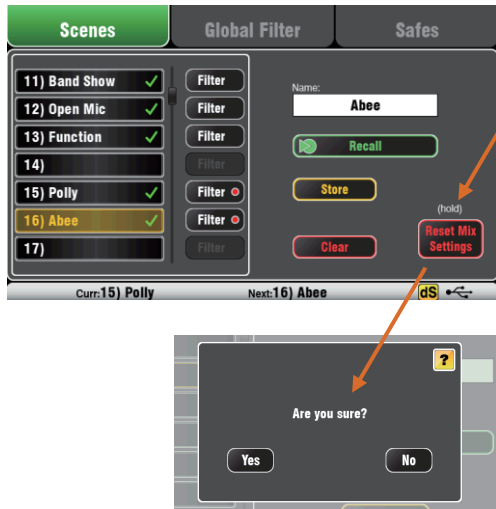 Scenes
Global Filter
Safes
11) Band Show
Filter
12) Open Mic
Filter
13) Function
Filter
14)
Filter
15) Polly
Filter
16) Abee
Filter
17)
Filter
Name:
Abee
Recall
Store
Clear
(hold)
Reset Mix
Settings
Curr:15) Polly
Next:16) Abee
dS
?
Are you sure?
Yes
No